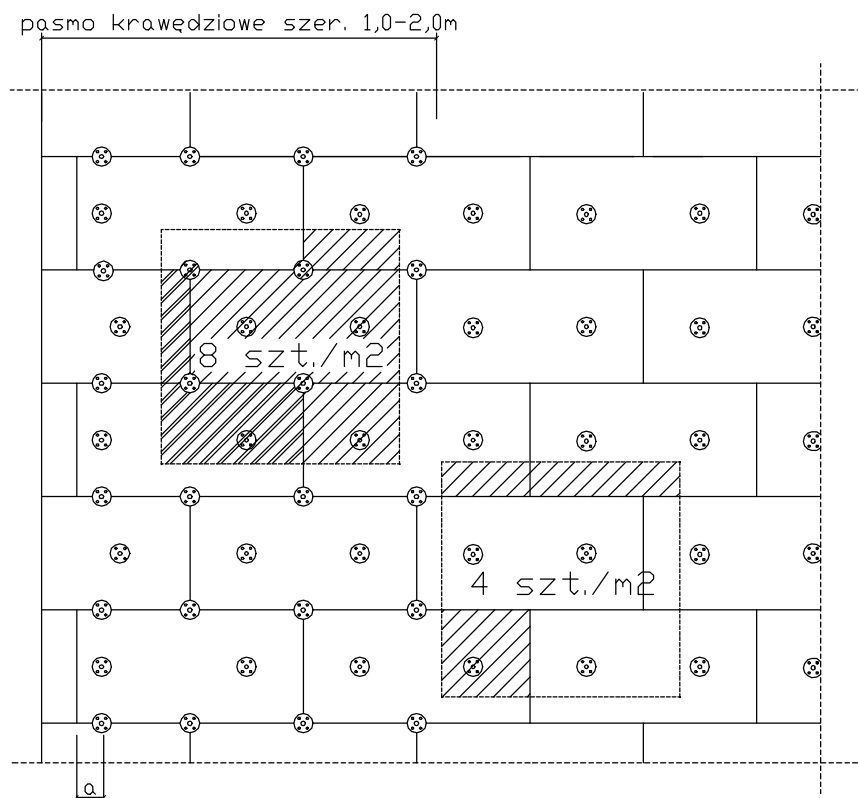 pasmo krawędziowe szer. 1,0-2,0m
8 szt./m2
4 szt./m2
a